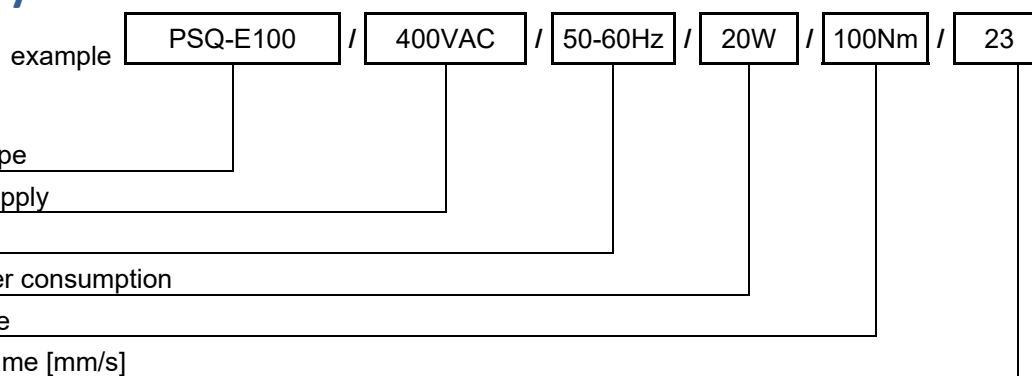 example PSQ-E100 / 400VAC / 50-60Hz / 20W / 100Nm / 23
pe
pply
er consumption
e
me [mm/s]